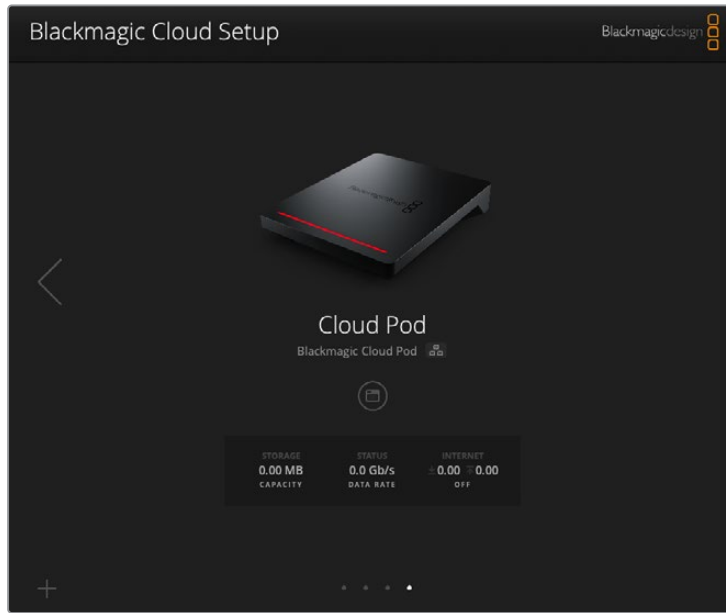 Blackmagic Cloud Setup
Blackmagicdesign
Blackmagicdesign
Cloud Pod
Blackmagic Cloud Pod
STORAGE STATUS INTERNET
0.00 MB 0.0 Gb/s 0.00 0.00
CAPACITY DATA RATE OFF